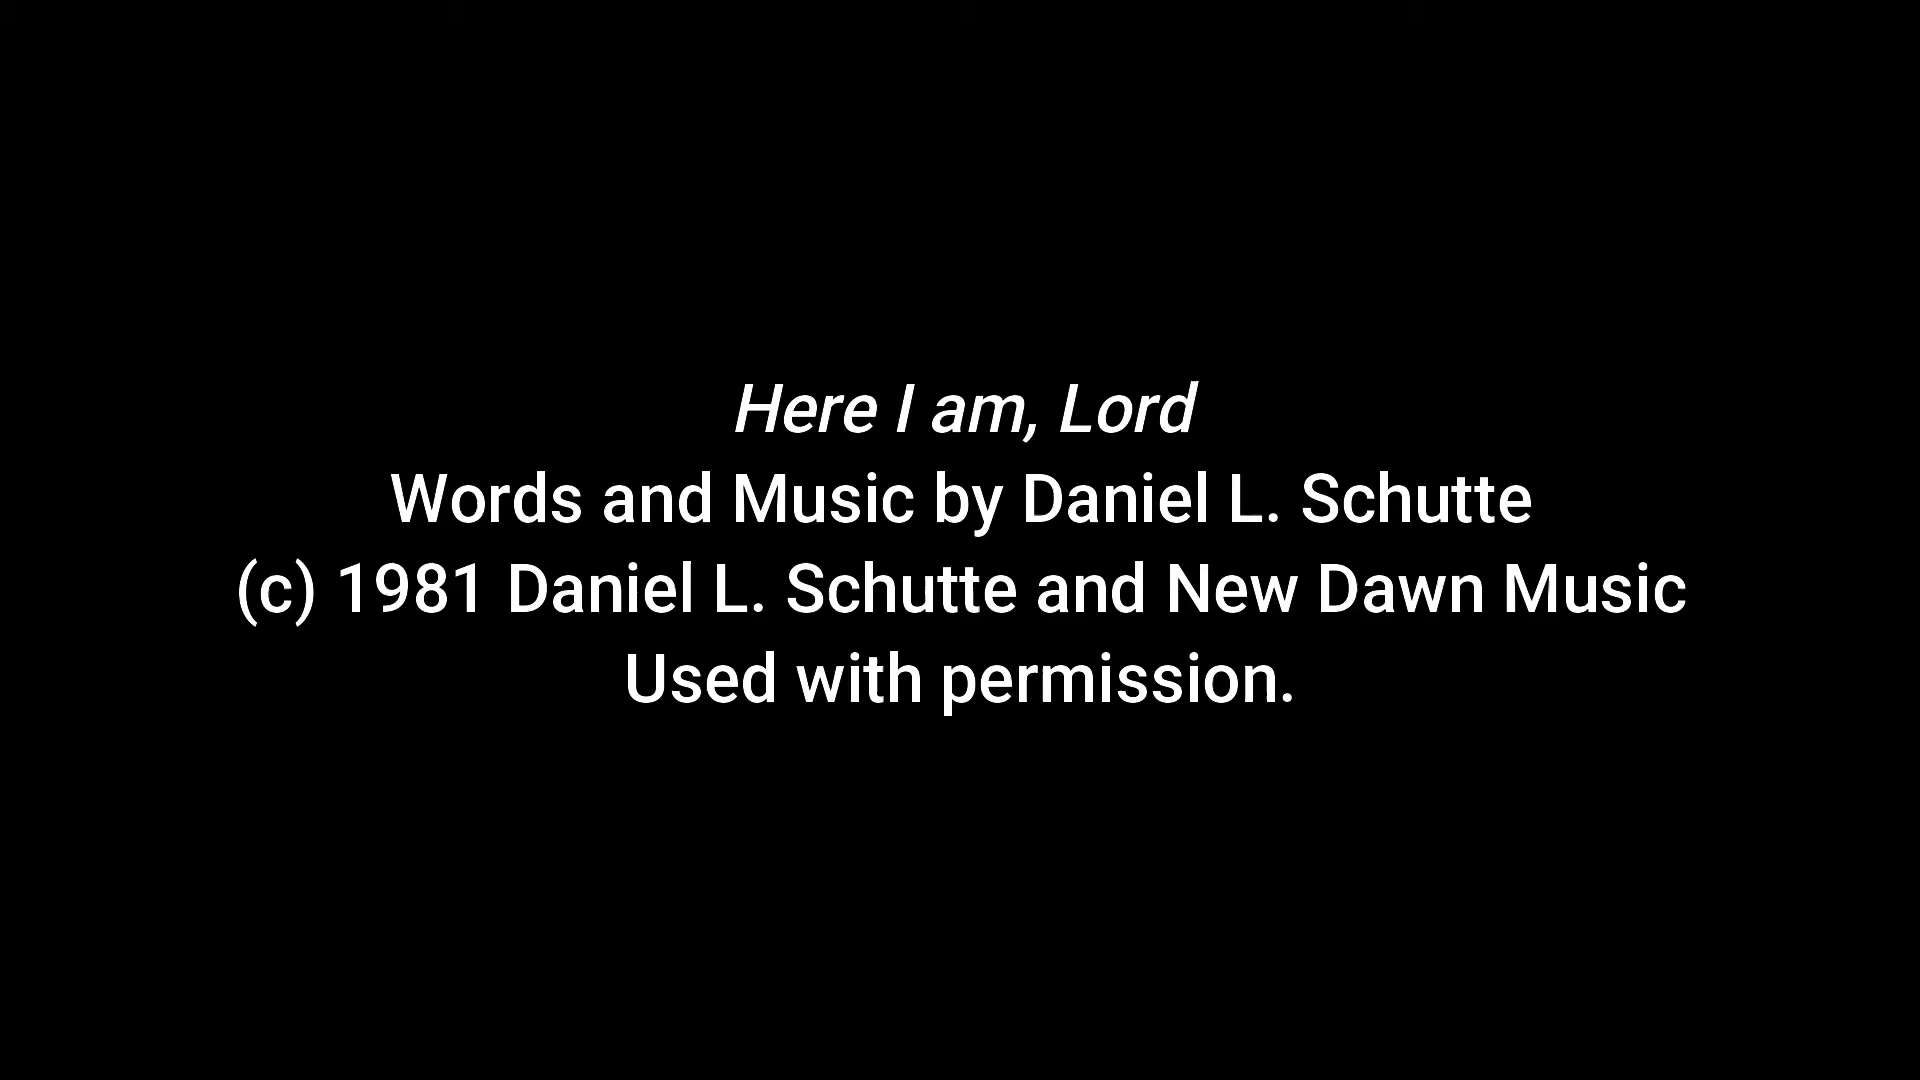 Here I am, Lord
Words and Music by Daniel L. Schutte
(c) 1981 Daniel L. Schutte and New Dawn Music
Used with permission.